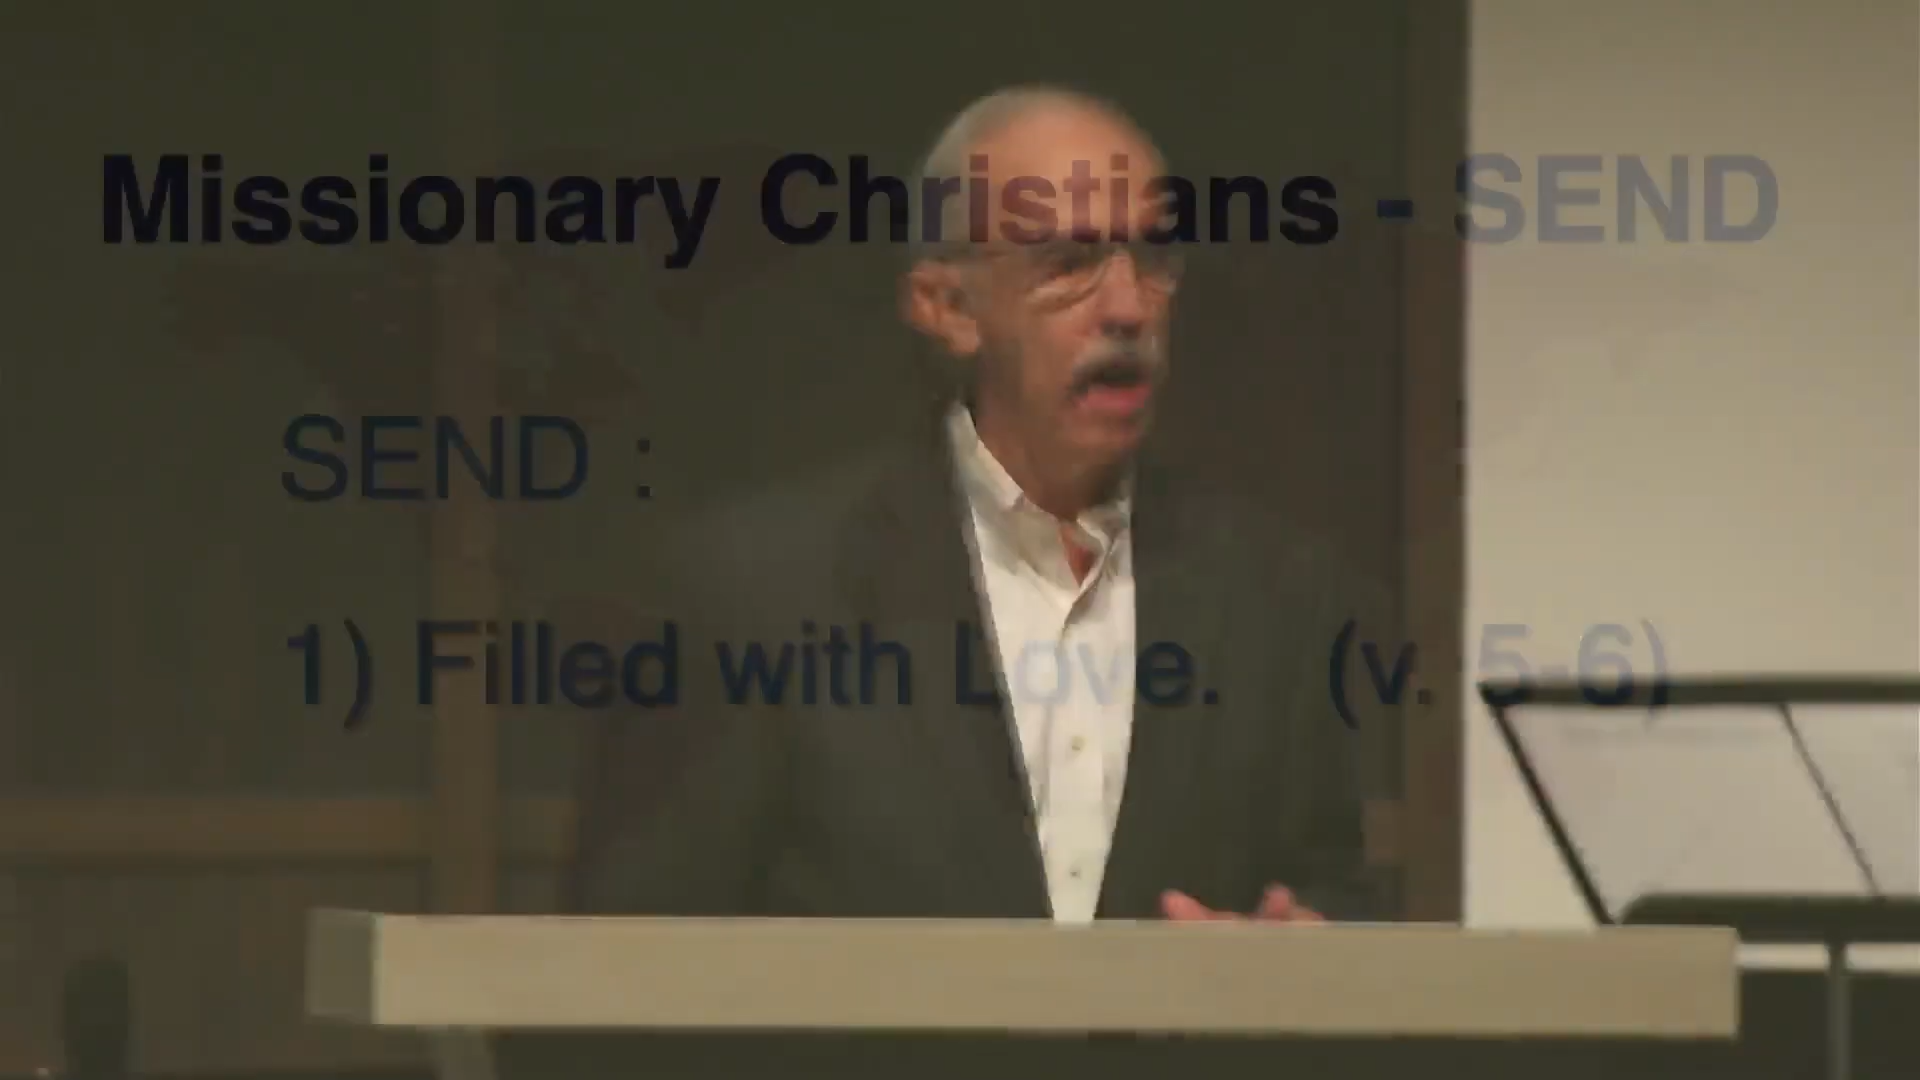 Missionary Christians - SEND
SEND :
1) Filled with Love. (v. 5-6)